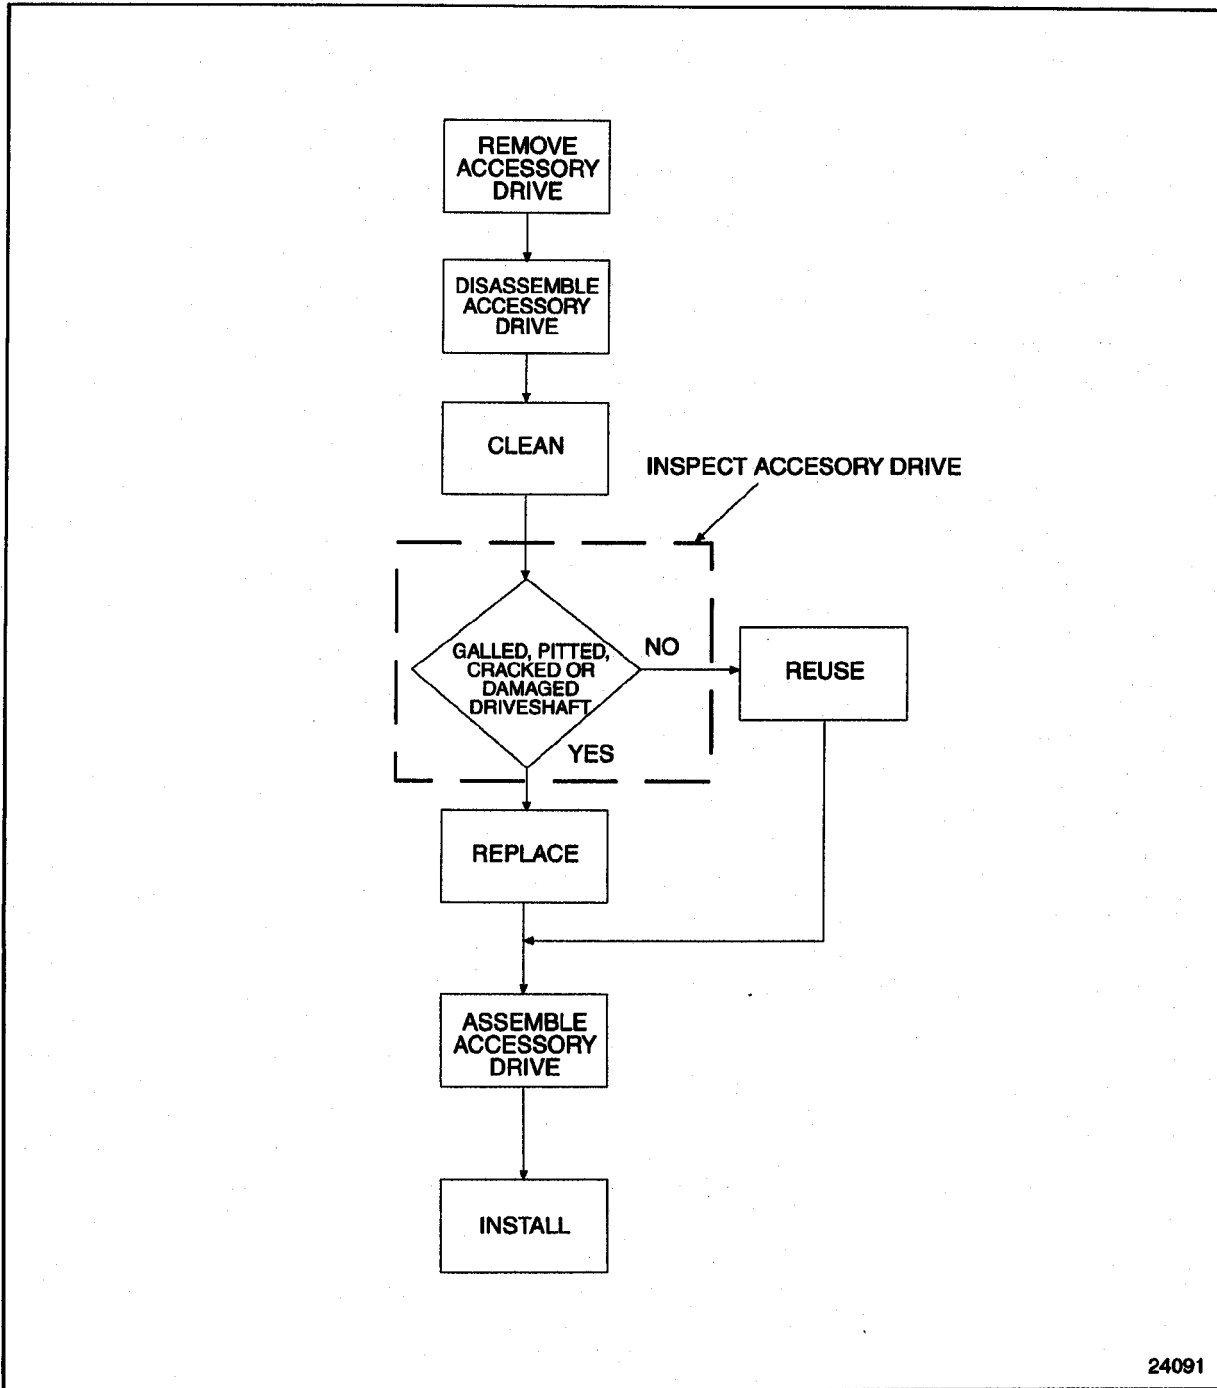 REMOVE
ACCESSORY
DRIVE
DISASSEMBLE
ACCESSORY
DRIVE
CLEAN
INSPECT ACCESORY DRIVE
GALLED, PITTED,
CRACKED OR
DAMAGED
DRIVESHAFT
NO
REUSE
YES
REPLACE
ASSEMBLE
ACCESSORY
DRIVE
INSTALL
24091